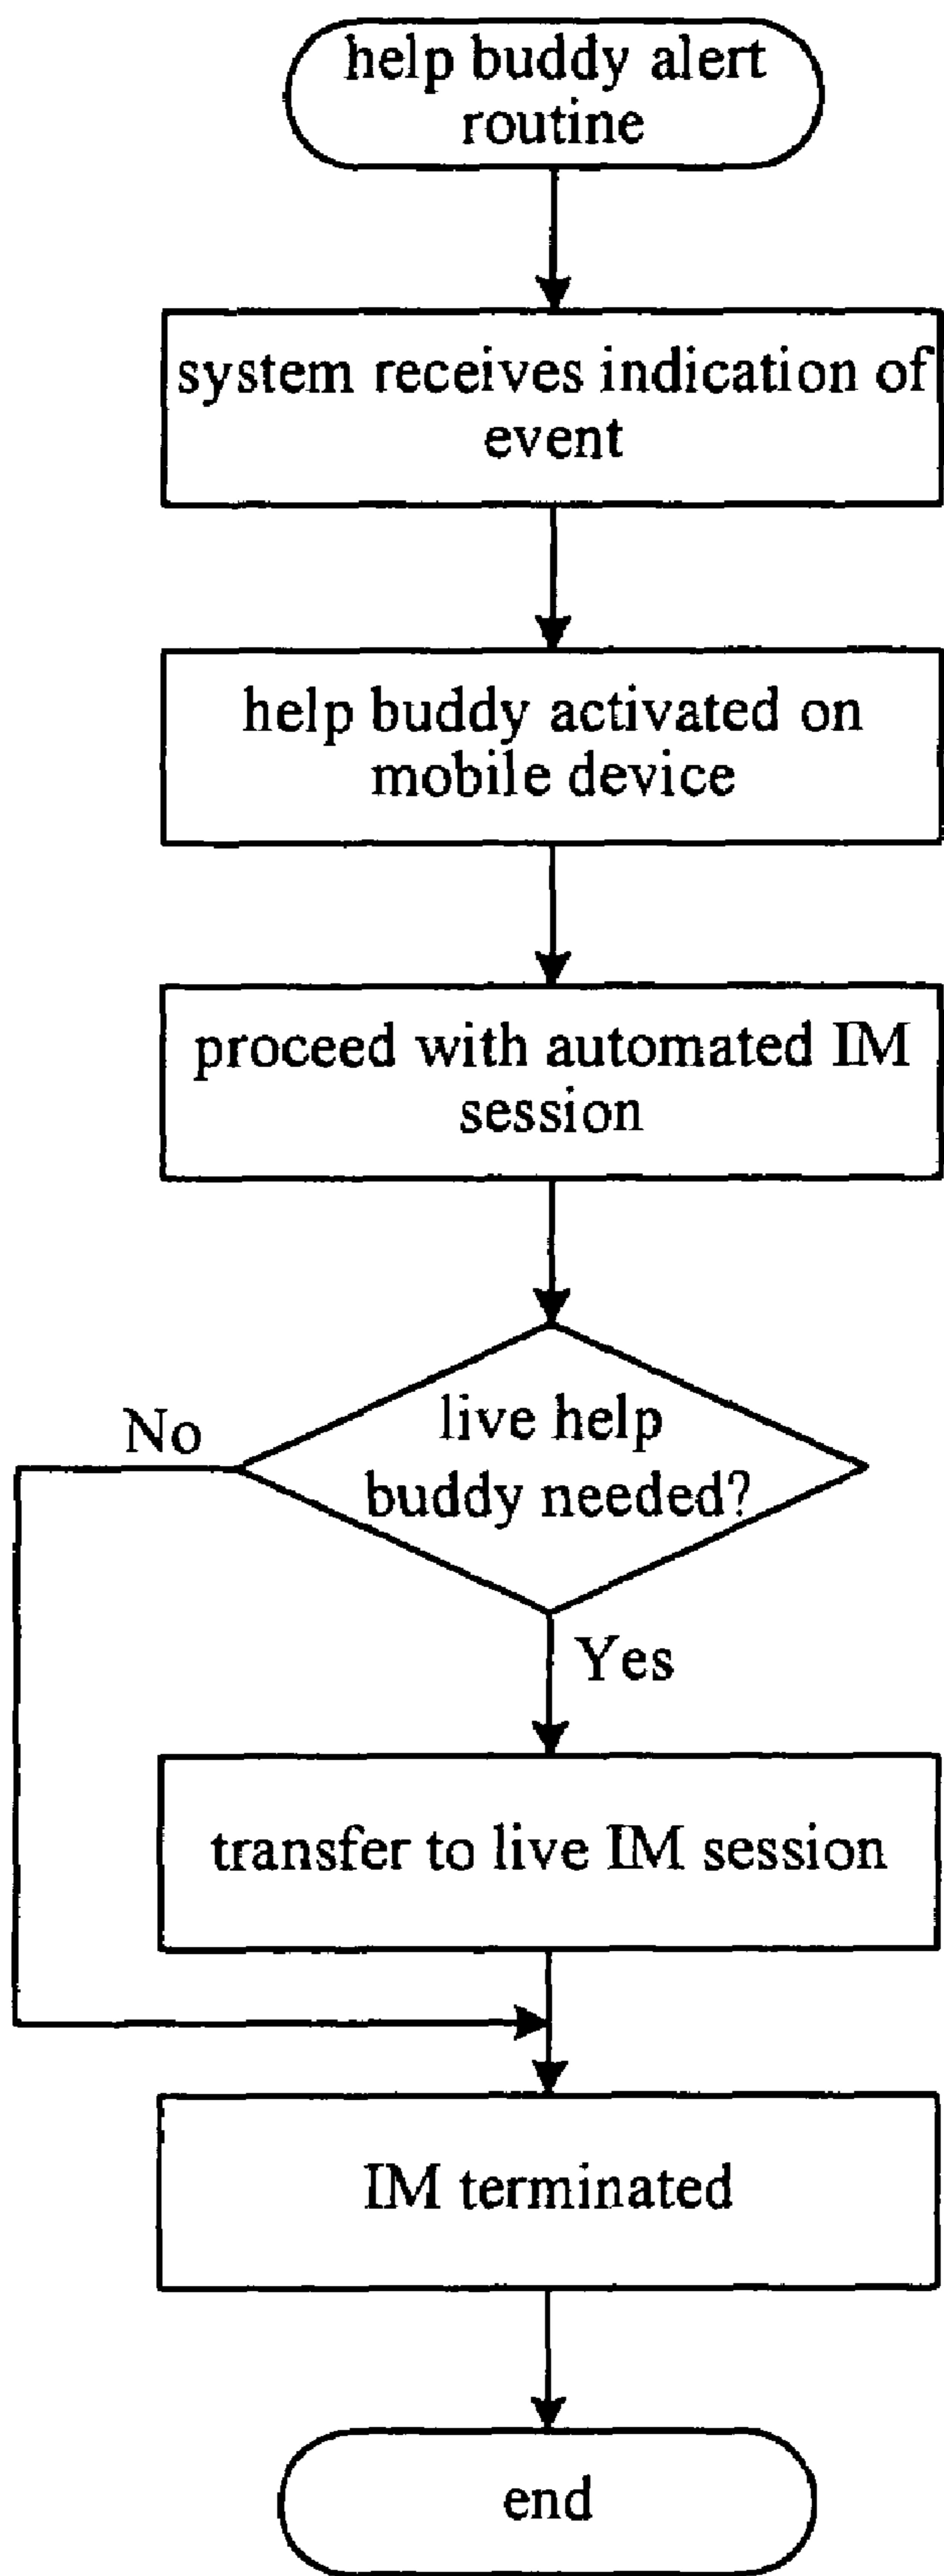 help buddy alert
routine
system receives indication of
event
help buddy activated on
mobile device
proceed with automated IM
session
live help
buddy needed?
No
Yes
transfer to live IM session
IM terminated
end